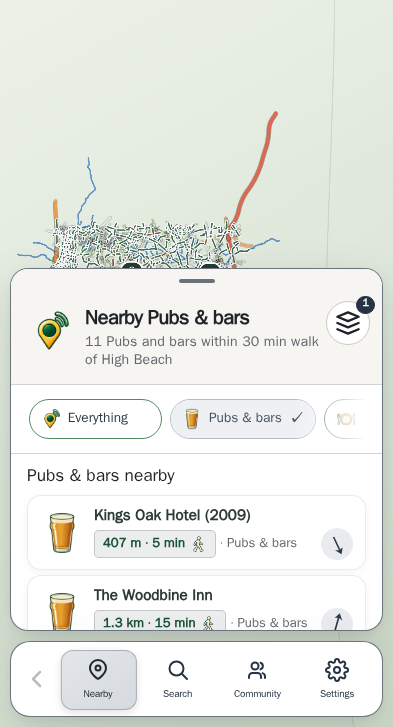 Nearby Pubs & bars
1
11 Pubs and bars within 30 min walk
of High Beach
Everything
Pubs & bars ✓
Pubs & bars nearby
Kings Oak Hotel (2009)
407 m · 5 min · Pubs & bars
The Woodbine Inn
1.3 km · 15 min · Pubs & bars
Nearby
Search
Community
Settings